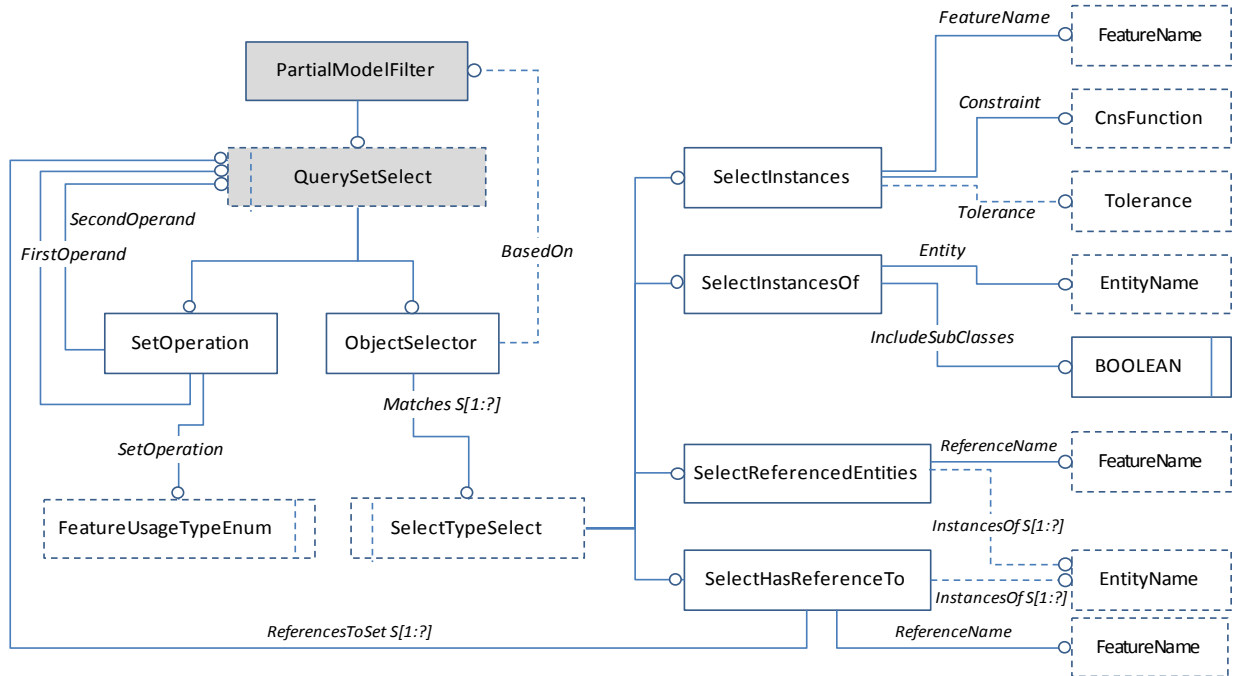 FeatureName
FeatureName
PartialModelFilter
Constraint
CnsFunction
QuerySetSelect
SelectInstances
Tolerance
Tolerance
SecondOperand
FirstOperand
BasedOn
Entity
SelectInstancesOf
EntityName
IncludeSubClasses
SetOperation
ObjectSelector
BOOLEAN
Matches S[1:?]
SetOperation
ReferenceName
FeatureName
SelectReferencedEntities
FeatureUsageTypeEnum
SelectTypeSelect
InstancesOf S[1:?]
SelectHasReferenceTo
EntityName
InstancesOf S[1:?]
ReferencesToSet S[1:?]
ReferenceName
FeatureName